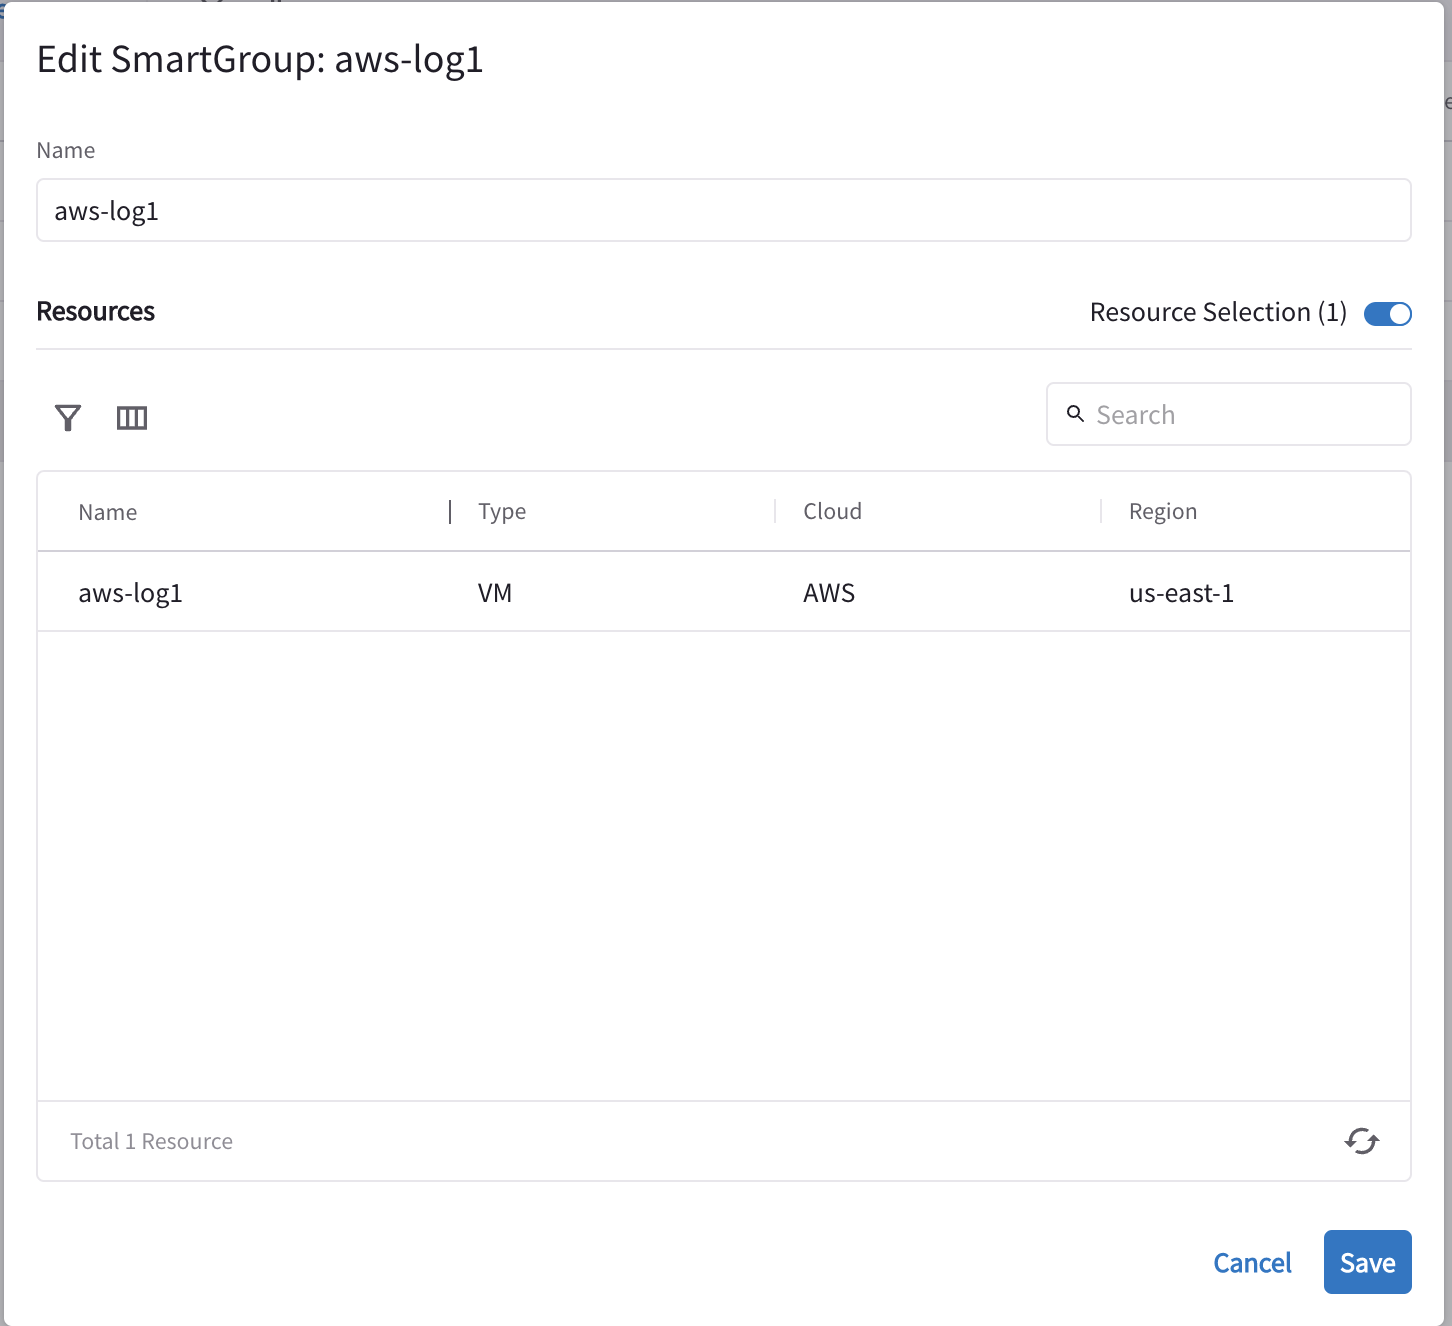 Edit SmartGroup: aws-log1
Name
aws-log1
Resources
Resource Selection (1)
Search
Name
Type
Cloud
Region
aws-log1
VM
AWS
us-east-1
Total 1 Resource
Cancel
Save